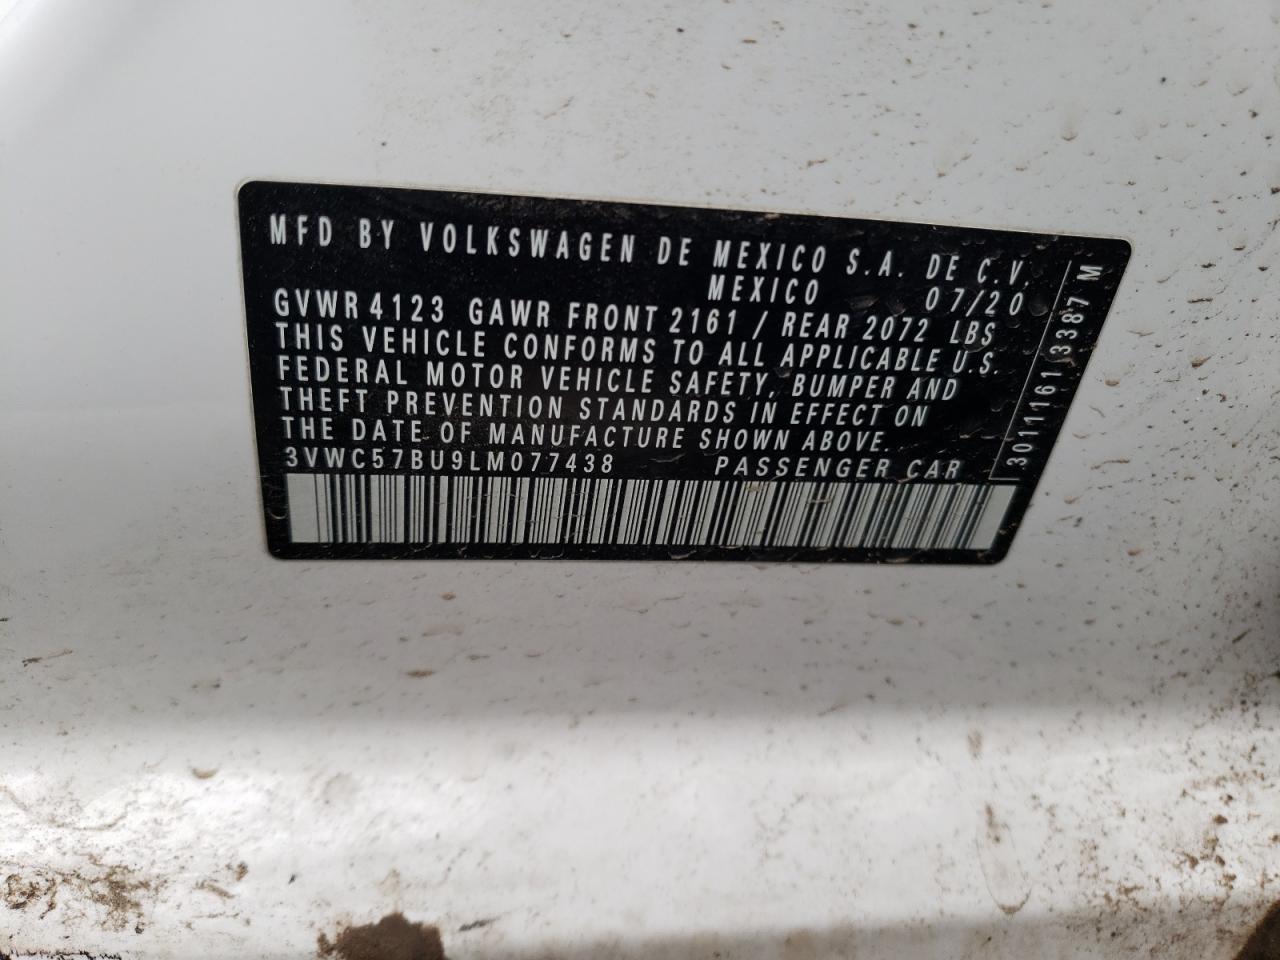 MFD BY VOLKSWAGEN DE MEXICO S.A. DE C.V.
MEXICO 07/20
GVWR 4123 GAWR FRONT 2161 / REAR 2072 LBS
THIS VEHICLE CONFORMS TO ALL APPLICABLE U.S.
FEDERAL MOTOR VEHICLE SAFETY, BUMPER AND
THEFT PREVENTION STANDARDS IN EFFECT ON
THE DATE OF MANUFACTURE SHOWN ABOVE.
3VWC57BU9LM077438 PASSENGER CAR
3011161 13367 M